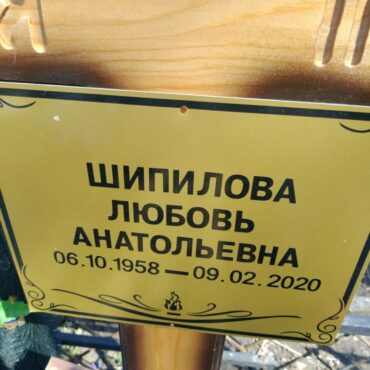 ШИПИЛОВА
ЛЮБОВЬ
АНАТОЛЬЕВНА
06.10.1958 — 09.02.2020